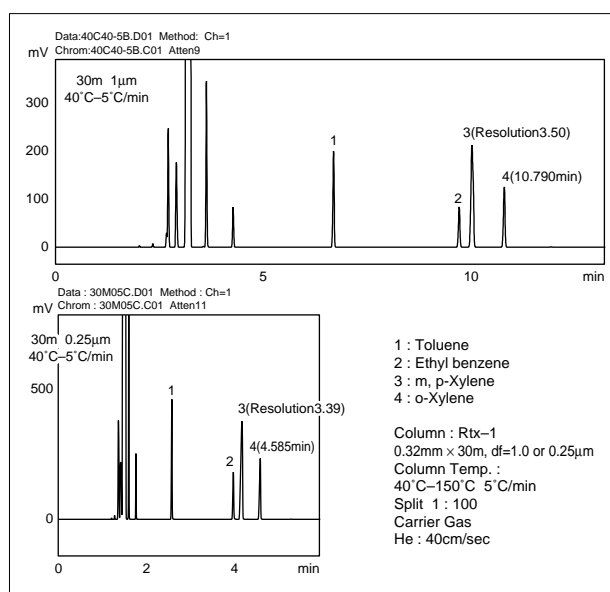 Data:40C40-5B.D01 Method: Ch=1
mV Chrom:40C40-5B.C01 Atten9
30m 1μm
40˚C–5˚C/min
300
200
100
0
1
2
3(Resolution3.50)
4(10.790min)
0 5 10 min
Data : 30M05C.D01 Method : Ch=1
mV Chrom : 30M05C.C01 Atten11
30m 0.25μm
40˚C–5˚C/min
500
0
1
2
3(Resolution3.39)
4(4.585min)
0 2 4 min
1 : Toluene
2 : Ethyl benzene
3 : m, p-Xylene
4 : o-Xylene
Column : Rtx–1
0.32mm × 30m, df=1.0 or 0.25μm
Column Temp. :
40˚C–150˚C 5˚C/min
Split 1 : 100
Carrier Gas
He : 40cm/sec